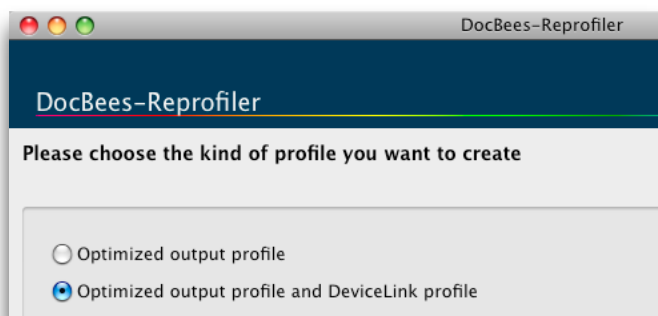 DocBees-Reprofiler
DocBees-Reprofiler
Please choose the kind of profile you want to create
Optimized output profile
Optimized output profile and DeviceLink profile